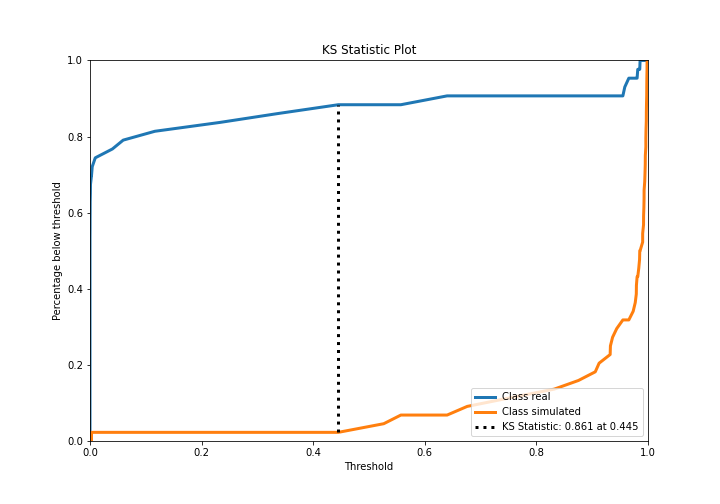 KS Statistic Plot
Percentage below threshold
1.0
0.8
0.6
0.4
0.2
0.0
0.0 0.2 0.4 0.6 0.8 1.0
Threshold
Class real
Class simulated
KS Statistic: 0.861 at 0.445